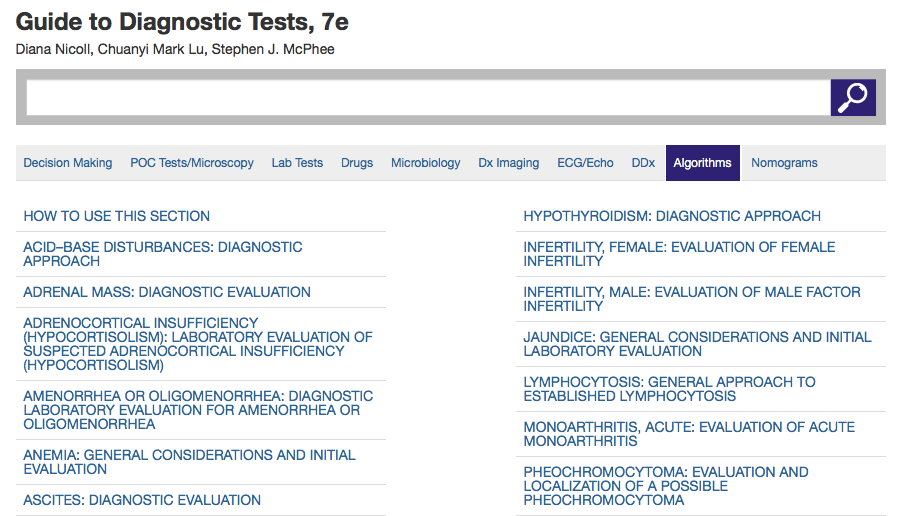 Guide to Diagnostic Tests, 7e
Diana Nicoll, Chuanyi Mark Lu, Stephen J. McPhee
Decision Making POC Tests/Microscopy Lab Tests Drugs Microbiology Dx Imaging ECG/Echo DDx Algorithms Nomograms
HOW TO USE THIS SECTION
ACID–BASE DISTURBANCES: DIAGNOSTIC
APPROACH
ADRENAL MASS: DIAGNOSTIC EVALUATION
ADRENOCORTICAL INSUFFICIENCY
(HYPOCORTISOLISM): LABORATORY EVALUATION OF
SUSPECTED ADRENOCORTICAL INSUFFICIENCY
(HYPOCORTISOLISM)
AMENORRHEA OR OLIGOMENORRHEA: DIAGNOSTIC
LABORATORY EVALUATION FOR AMENORRHEA OR
OLIGOMENORRHEA
ANEMIA: GENERAL CONSIDERATIONS AND INITIAL
EVALUATION
ASCITES: DIAGNOSTIC EVALUATION
HYPOTHYROIDISM: DIAGNOSTIC APPROACH
INFERTILITY, FEMALE: EVALUATION OF FEMALE
INFERTILITY
INFERTILITY, MALE: EVALUATION OF MALE FACTOR
INFERTILITY
JAUNDICE: GENERAL CONSIDERATIONS AND INITIAL
LABORATORY EVALUATION
LYMPHOCYTOSIS: GENERAL APPROACH TO
ESTABLISHED LYMPHOCYTOSIS
MONOARTHRITIS, ACUTE: EVALUATION OF ACUTE
MONOARTHRITIS
PHEOCHROMOCYTOMA: EVALUATION AND
LOCALIZATION OF A POSSIBLE
PHEOCHROMOCYTOMA